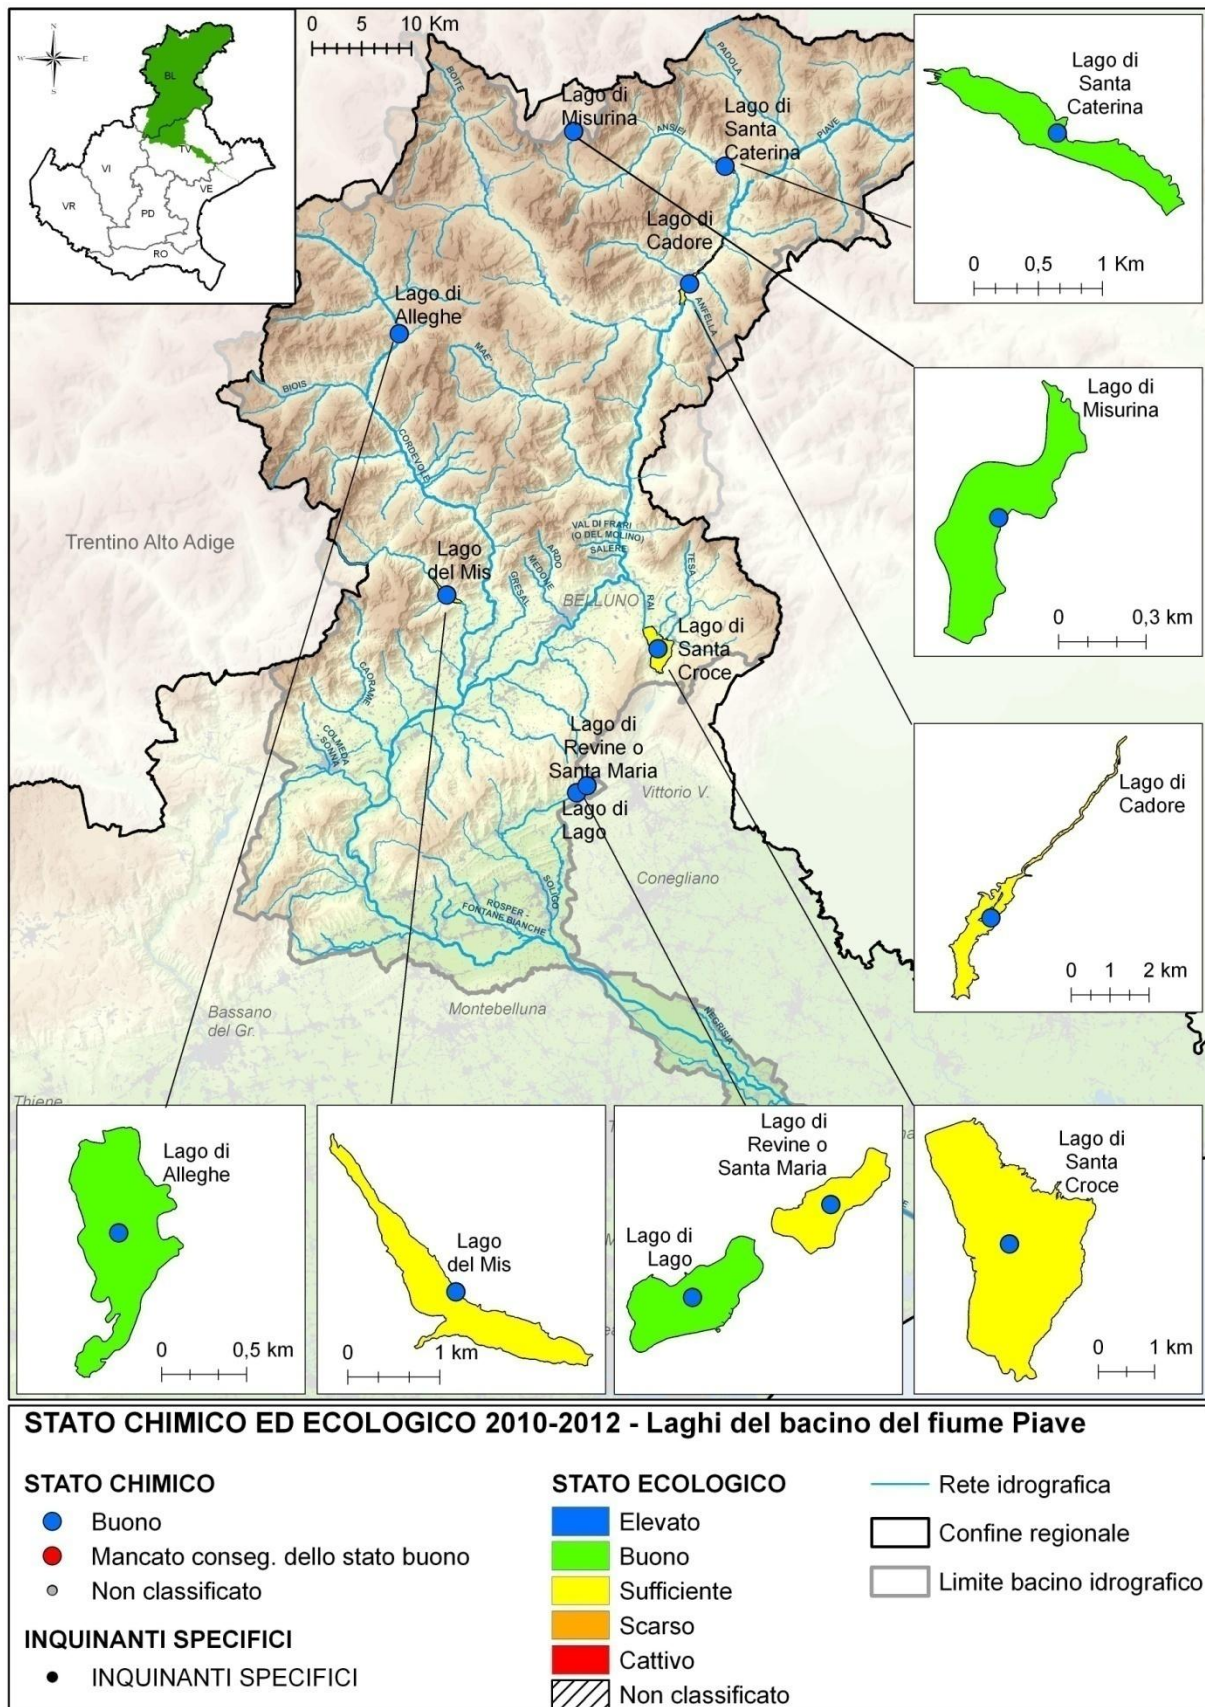 N
W
E
S
BL
TV
VI
VE
VR
PD
RO
0 5 10 Km
BOITE
PADOLA
Lago di
Misurina
ANSIEI
Lago di
Santa
Caterina
PIAVE
Lago di
Cadore
ANFELLA
Lago di
Alleghe
MAE'
BIOIS
CORDEVOLE
VAL DI FRARI
(O DEL MOLINO)
SALERE
TESA
ARDO
MEDONE
GRESAL
RAI
Trentino Alto Adige
Lago
del Mis
BELLUNO
Lago di
Santa
Croce
CAORAME
COLMEDA
- SONNA
Lago di
Revine o
Santa Maria
Lago di
Lago
Vittorio V.
Conegliano
SOLIGO
ROSPER -
FONTANE BIANCHE
Montebelluna
NEGRISIA
Bassano
del Gr.
Thiene
Lago di
Santa
Caterina
0 0,5 1 Km
Lago di
Misurina
0 0,3 km
Lago di
Cadore
0 1 2 km
Lago di
Alleghe
0 0,5 km
Lago
del Mis
0 1 km
Lago di
Revine o
Santa Maria
Lago di
Lago
Lago di
Santa
Croce
0 1 km
STATO CHIMICO ED ECOLOGICO 2010-2012 - Laghi del bacino del fiume Piave
STATO CHIMICO
Buono
Mancato conseg. dello stato buono
Non classificato
INQUINANTI SPECIFICI
INQUINANTI SPECIFICI
STATO ECOLOGICO
Elevato
Buono
Sufficiente
Scarso
Cattivo
Non classificato
Rete idrografica
Confine regionale
Limite bacino idrografico